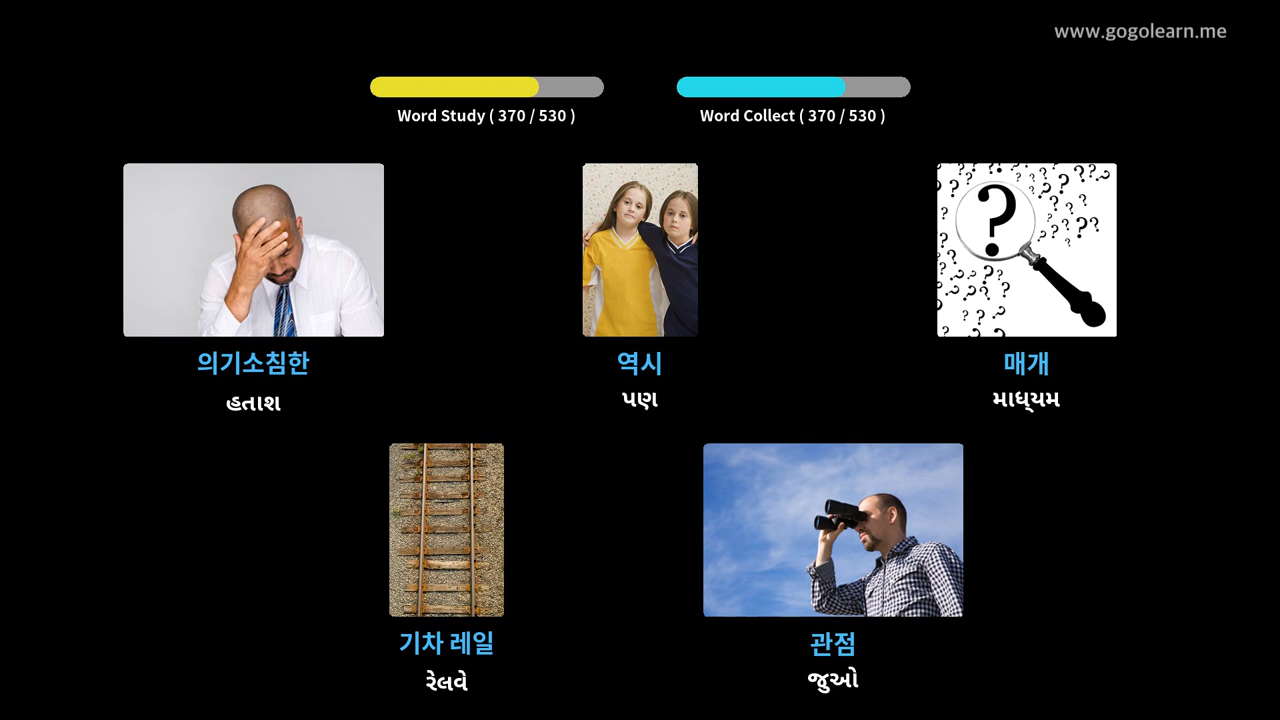 www.gogolearn.me
Word Study ( 370 / 530 )
Word Collect ( 370 / 530 )
의기소침한
હતાશ
역시
પણ
매개
માધ્યમ
기차 레일
રેલવે
관점
જુઓ